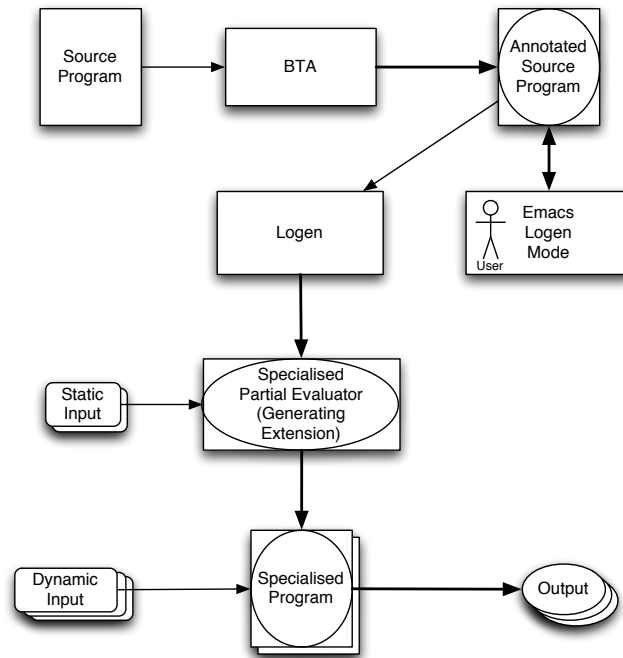 Source
Program
BTA
Annotated
Source
Program
Logen
Emacs
Logen
Mode
User
Specialised
Partial Evaluator
(Generating
Extension)
Static
Input
Dynamic
Input
Specialised
Program
Output